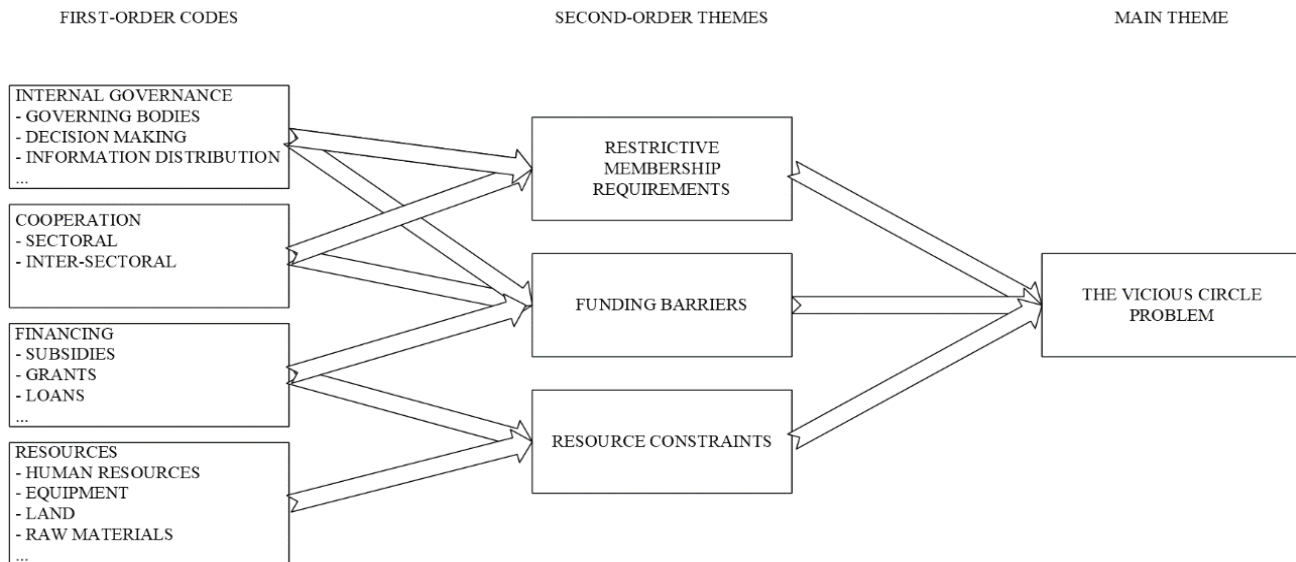 FIRST-ORDER CODES
SECOND-ORDER THEMES
MAIN THEME
INTERNAL GOVERNANCE
- GOVERNING BODIES
- DECISION MAKING
- INFORMATION DISTRIBUTION
...
COOPERATION
- SECTORAL
- INTER-SECTORAL
FINANCING
- SUBSIDIES
- GRANTS
- LOANS
...
RESOURCES
- HUMAN RESOURCES
- EQUIPMENT
- LAND
- RAW MATERIALS
...
RESTRICTIVE
MEMBERSHIP
REQUIREMENTS
FUNDING BARRIERS
RESOURCE CONSTRAINTS
THE VICIOUS CIRCLE
PROBLEM